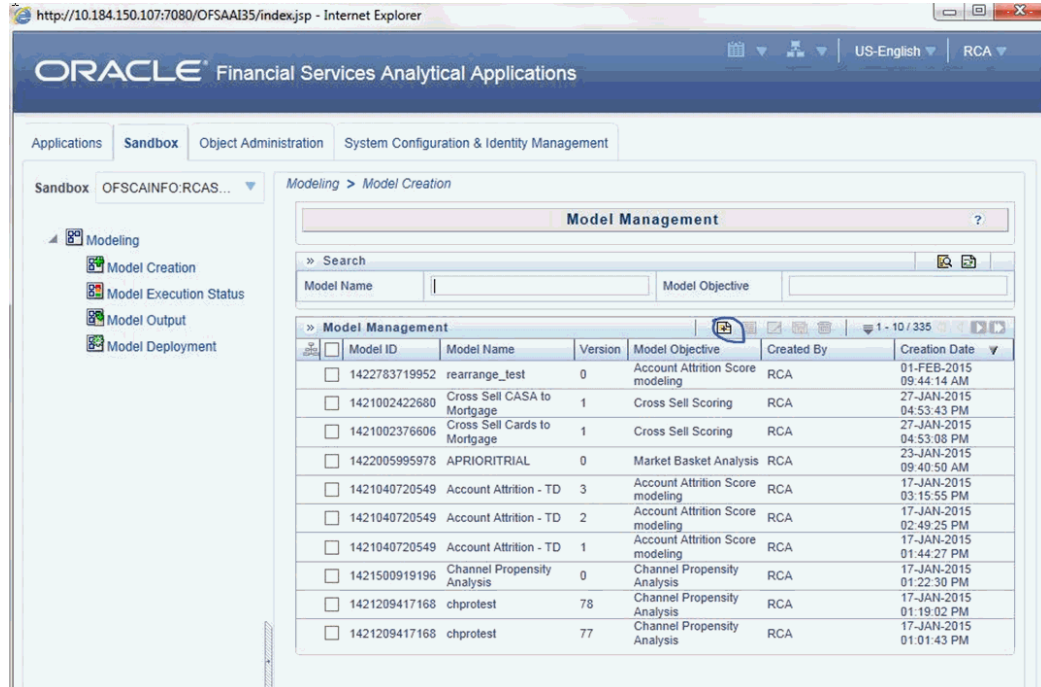 http://10.184.150.107:7080/OFSAAI35/index.jsp - Internet Explorer
US-English RCA
ORACLE Financial Services Analytical Applications
Applications Sandbox Object Administration System Configuration & Identity Management
Sandbox OFSCAINFO:RCAS...
Modeling > Model Creation
Modeling
Model Creation
Model Execution Status
Model Output
Model Deployment
Model Management ?
» Search
Model Name Model Objective
» Model Management 1 - 10 / 335
Model ID Model Name Version Model Objective Created By Creation Date
1422783719952 rearrange_test 0 Account Attrition Score modeling RCA 01-FEB-2015 09:44:14 AM
1421002422680 Cross Sell CASA to Mortgage 1 Cross Sell Scoring RCA 27-JAN-2015 04:53:43 PM
1421002376606 Cross Sell Cards to Mortgage 1 Cross Sell Scoring RCA 27-JAN-2015 04:53:08 PM
1422005995978 APRIORITRIAL 0 Market Basket Analysis RCA 23-JAN-2015 09:40:50 AM
1421040720549 Account Attrition - TD 3 Account Attrition Score modeling RCA 17-JAN-2015 03:15:55 PM
1421040720549 Account Attrition - TD 2 Account Attrition Score modeling RCA 17-JAN-2015 02:49:25 PM
1421040720549 Account Attrition - TD 1 Account Attrition Score modeling RCA 17-JAN-2015 01:44:27 PM
1421500919196 Channel Propensity Analysis 0 Channel Propensity Analysis RCA 17-JAN-2015 01:22:30 PM
1421209417168 chprotest 78 Channel Propensity Analysis RCA 17-JAN-2015 01:19:02 PM
1421209417168 chprotest 77 Channel Propensity Analysis RCA 17-JAN-2015 01:01:43 PM